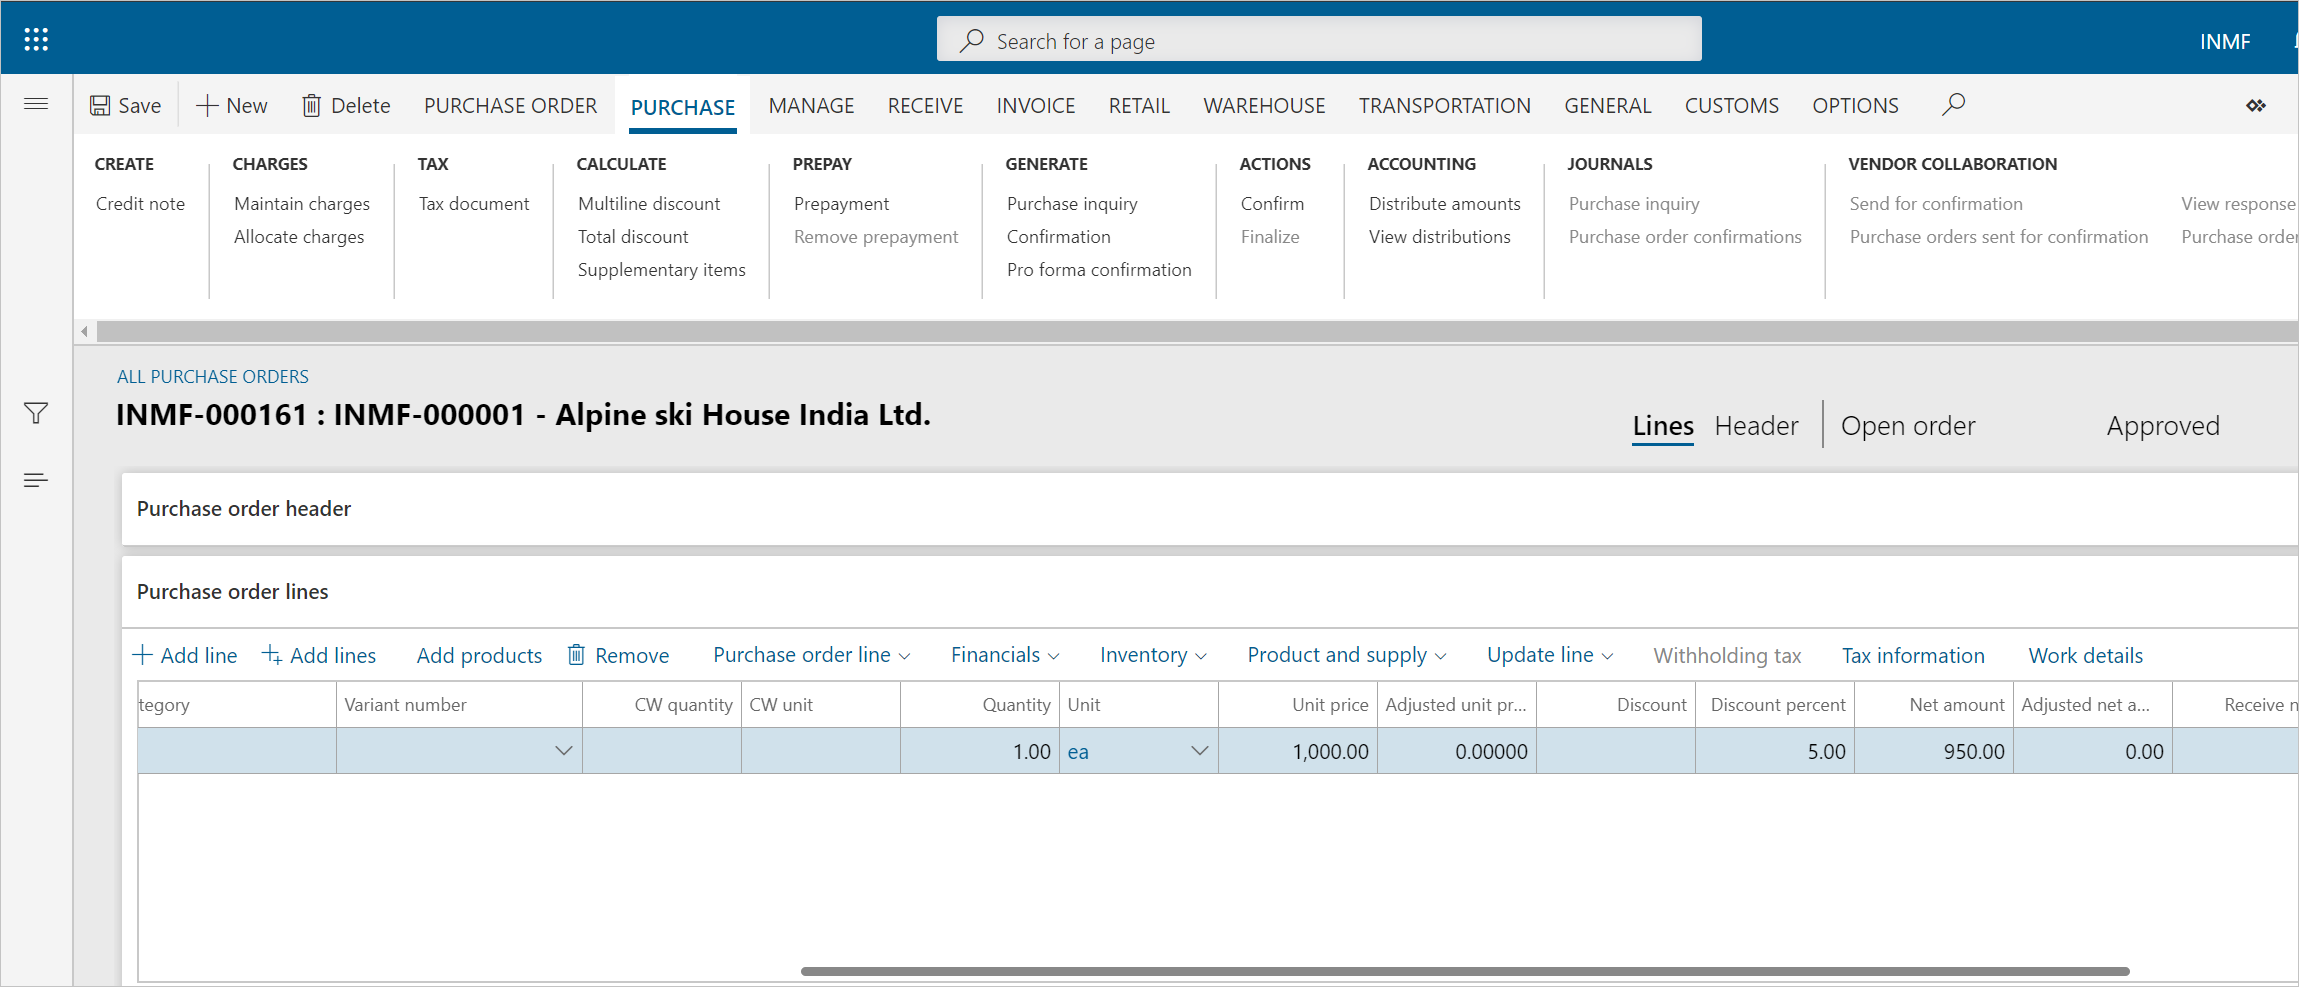 Search for a page
INMF
Save New Delete PURCHASE ORDER PURCHASE MANAGE RECEIVE INVOICE RETAIL WAREHOUSE TRANSPORTATION GENERAL CUSTOMS OPTIONS
CREATE
Credit note
CHARGES
Maintain charges
Allocate charges
TAX
Tax document
CALCULATE
Multiline discount
Total discount
Supplementary items
PREPAY
Prepayment
Remove prepayment
GENERATE
Purchase inquiry
Confirmation
Pro forma confirmation
ACTIONS
Confirm
Finalize
ACCOUNTING
Distribute amounts
View distributions
JOURNALS
Purchase inquiry
Purchase order confirmations
VENDOR COLLABORATION
Send for confirmation
Purchase orders sent for confirmation
View response
Purchase order
ALL PURCHASE ORDERS
INMF-000161 : INMF-000001 - Alpine ski House India Ltd.
Lines Header Open order Approved
Purchase order header
Purchase order lines
Add line Add lines Add products Remove Purchase order line Financials Inventory Product and supply Update line Withholding tax Tax information Work details
tegory Variant number CW quantity CW unit Quantity Unit Unit price Adjusted unit pr... Discount Discount percent Net amount Adjusted net a... Receive n
1.00 ea 1,000.00 0.00000 5.00 950.00 0.00